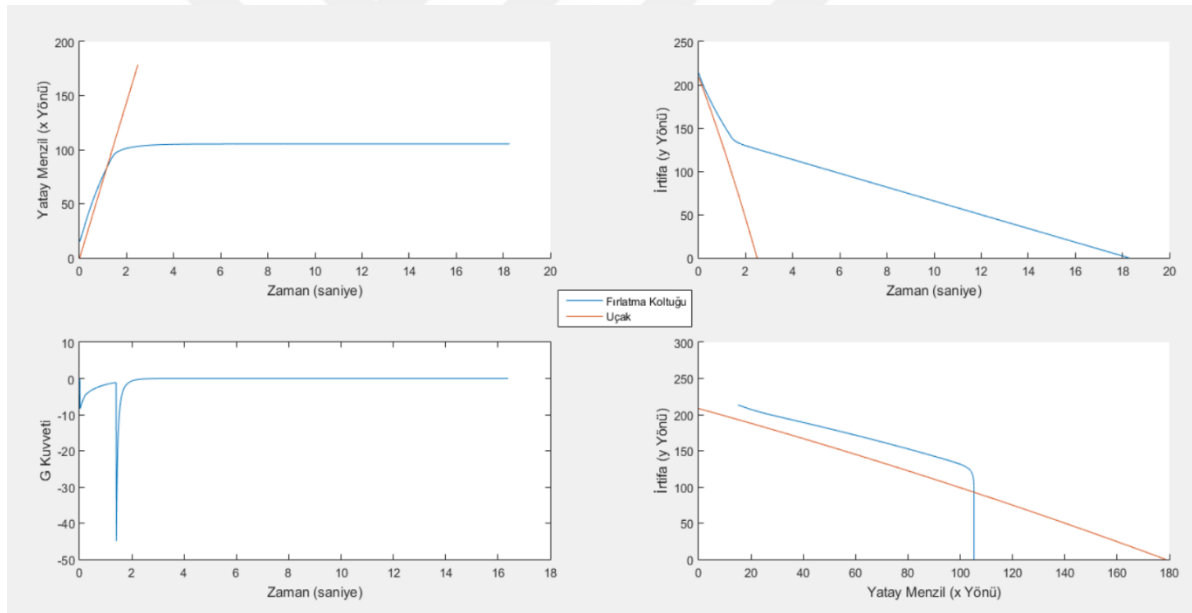 Yatay Menzil (x Yönü)
200
150
100
50
0
0 2 4 6 8 10 12 14 16 18 20
Zaman (saniye)
İrtifa (y Yönü)
250
200
150
100
50
0
0 2 4 6 8 10 12 14 16 18 20
Zaman (saniye)
Fırlatma Koltuğu
Uçak
G Kuvveti
10
0
-10
-20
-30
-40
-50
0 2 4 6 8 10 12 14 16 18
Zaman (saniye)
İrtifa (y Yönü)
300
250
200
150
100
50
0
0 20 40 60 80 100 120 140 160 180
Yatay Menzil (x Yönü)